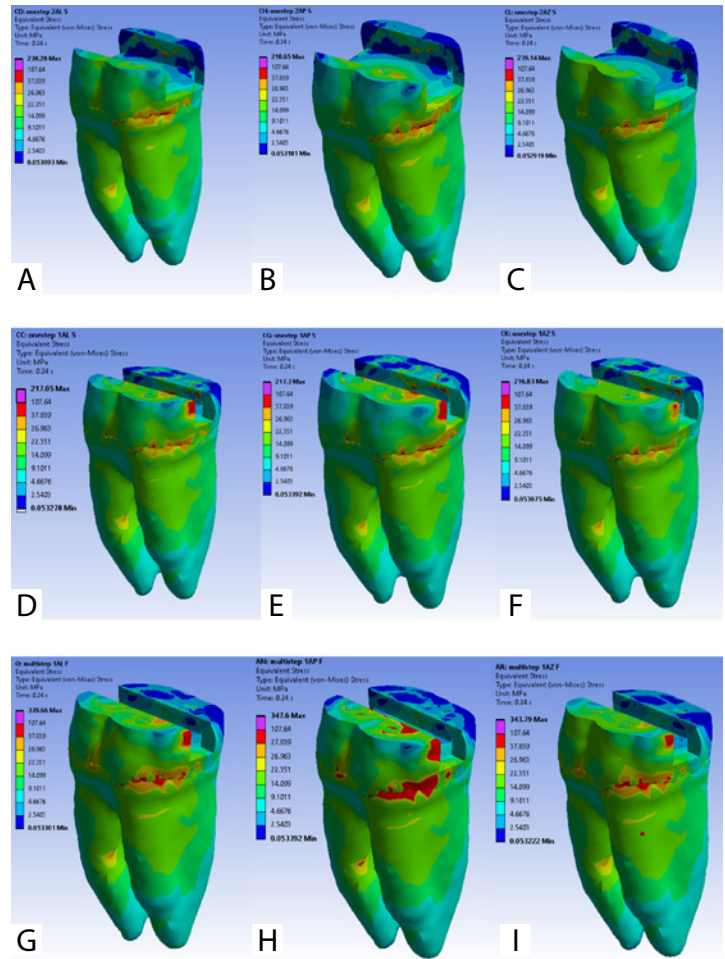 CD: onestep 2AL S
Equivalent Stress
Type: Equivalent (von-Mises) Stress
Unit: MPa
Time: 0.24 s
238.28 Max
107.64
37.839
26.963
22.351
14.099
9.1011
4.6676
2.5403
0.053093 Min
A
CH: onestep 2AP S
Equivalent Stress
Type: Equivalent (von-Mises) Stress
Unit: MPa
Time: 0.24 s
218.65 Max
107.64
37.839
26.963
22.351
14.099
9.1011
4.6676
2.5403
0.053181 Min
B
CL: onestep 2AZ S
Equivalent Stress
Type: Equivalent (von-Mises) Stress
Unit: MPa
Time: 0.24 s
239.14 Max
107.64
37.839
26.963
22.351
14.099
9.1011
4.6676
2.5403
0.052919 Min
C
CC: onestep 1AL S
Equivalent Stress
Type: Equivalent (von-Mises) Stress
Unit: MPa
Time: 0.24 s
217.05 Max
107.64
37.839
26.963
22.351
14.099
9.1011
4.6676
2.5403
0.053278 Min
D
CG: onestep 1AP S
Equivalent Stress
Type: Equivalent (von-Mises) Stress
Unit: MPa
Time: 0.24 s
217.3 Max
107.64
37.839
26.963
22.351
14.099
9.1011
4.6676
2.5403
0.053392 Min
E
CK: onestep 1AZ S
Equivalent Stress
Type: Equivalent (von-Mises) Stress
Unit: MPa
Time: 0.24 s
216.83 Max
107.64
37.839
26.963
22.351
14.099
9.1011
4.6676
2.5403
0.053075 Min
F
O: multistep 1AL F
Equivalent Stress
Type: Equivalent (von-Mises) Stress
Unit: MPa
Time: 0.24 s
339.66 Max
107.64
37.839
26.963
22.351
14.099
9.1011
4.6676
2.5403
0.053301 Min
G
AN: multistep 1AP F
Equivalent Stress
Type: Equivalent (von-Mises) Stress
Unit: MPa
Time: 0.24 s
347.6 Max
107.64
37.839
26.963
22.351
14.099
9.1011
4.6676
2.5403
0.053392 Min
H
AR: multistep 1AZ F
Equivalent Stress
Type: Equivalent (von-Mises) Stress
Unit: MPa
Time: 0.24 s
343.79 Max
107.64
37.839
26.963
22.351
14.099
9.1011
4.6676
2.5403
0.053222 Min
I